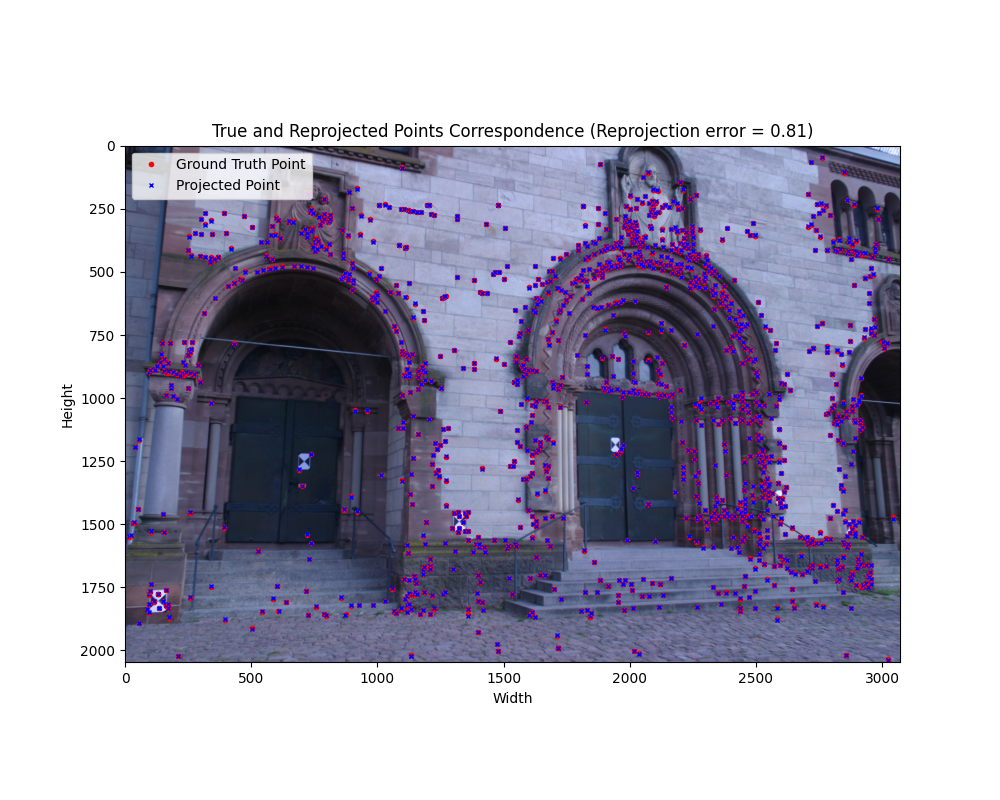 True and Reprojected Points Correspondence (Reprojection error = 0.81)
Ground Truth Point
Projected Point
0
250
500
750
1000
1250
1500
1750
2000
Height
0 500 1000 1500 2000 2500 3000
Width